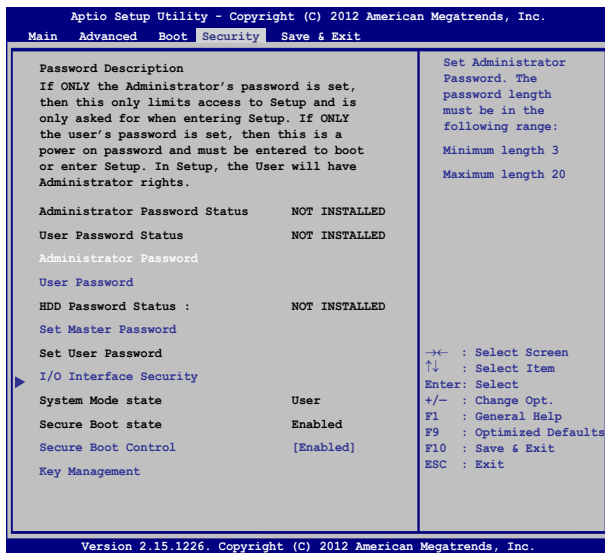 Aptio Setup Utility - Copyright (C) 2012 American Megatrends, Inc.
Main Advanced Boot Security Save & Exit
Password Description
If ONLY the Administrator's password is set,
then this only limits access to Setup and is
only asked for when entering Setup. If ONLY
the user's password is set, then this is a
power on password and must be entered to boot
or enter Setup. In Setup, the User will have
Administrator rights.
Administrator Password Status NOT INSTALLED
User Password Status NOT INSTALLED
Administrator Password
User Password
HDD Password Status : NOT INSTALLED
Set Master Password
Set User Password
I/O Interface Security
System Mode state User
Secure Boot state Enabled
Secure Boot Control [Enabled]
Key Management
Set Administrator
Password. The
password length
must be in the
following range:
Minimum length 3
Maximum length 20
→← : Select Screen
↑↓ : Select Item
Enter: Select
+/— : Change Opt.
F1 : General Help
F9 : Optimized Defaults
F10 : Save & Exit
ESC : Exit
Version 2.15.1226. Copyright (C) 2012 American Megatrends, Inc.